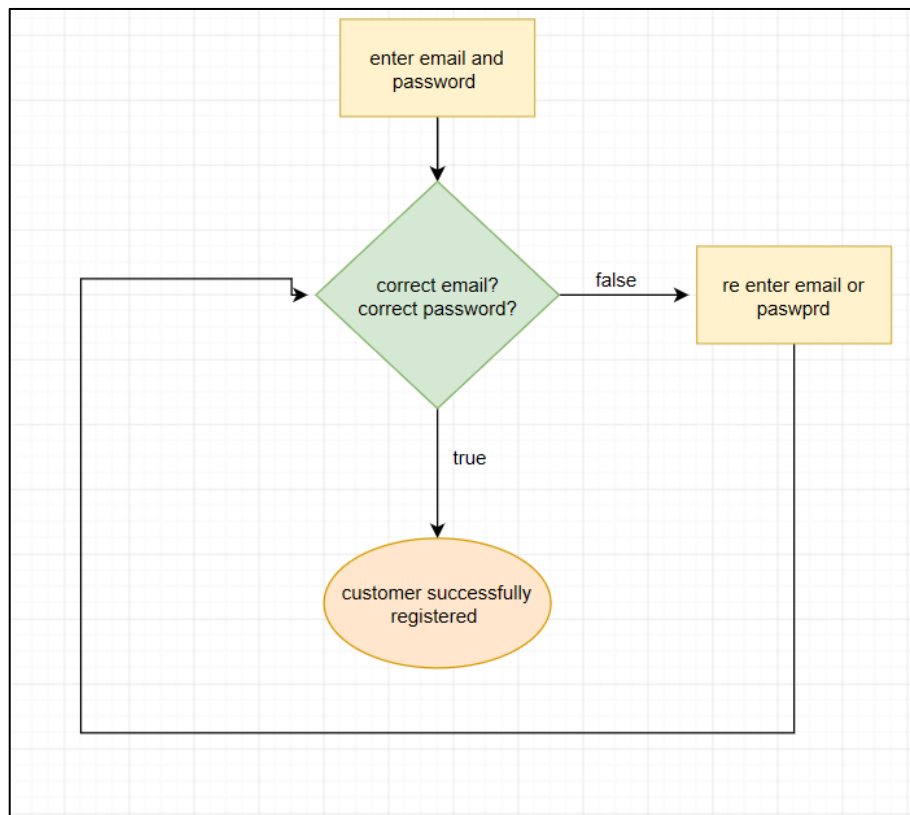 enter email and
password
correct email?
correct password?
false
re enter email or
paswprd
true
customer successfully
registered